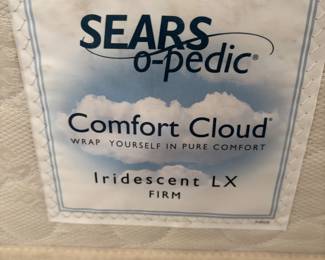 SEARS
o-pedic®
Comfort Cloud®
WRAP YOURSELF IN PURE COMFORT
Iridescent LX
FIRM